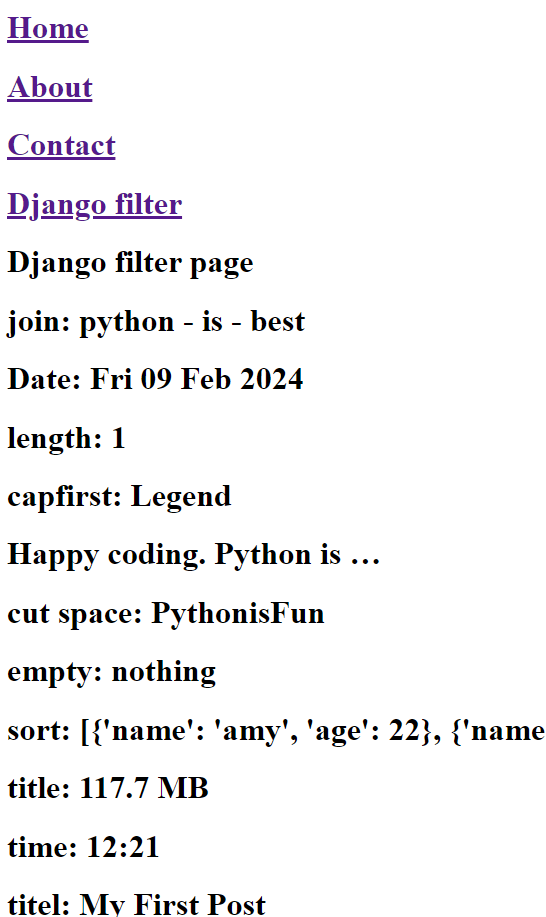 Home
About
Contact
Django filter
Django filter page
join: python - is - best
Date: Fri 09 Feb 2024
length: 1
capfirst: Legend
Happy coding. Python is …
cut space: PythonisFun
empty: nothing
sort: [{'name': 'amy', 'age': 22}, {'name
title: 117.7 MB
time: 12:21
titel: My First Post